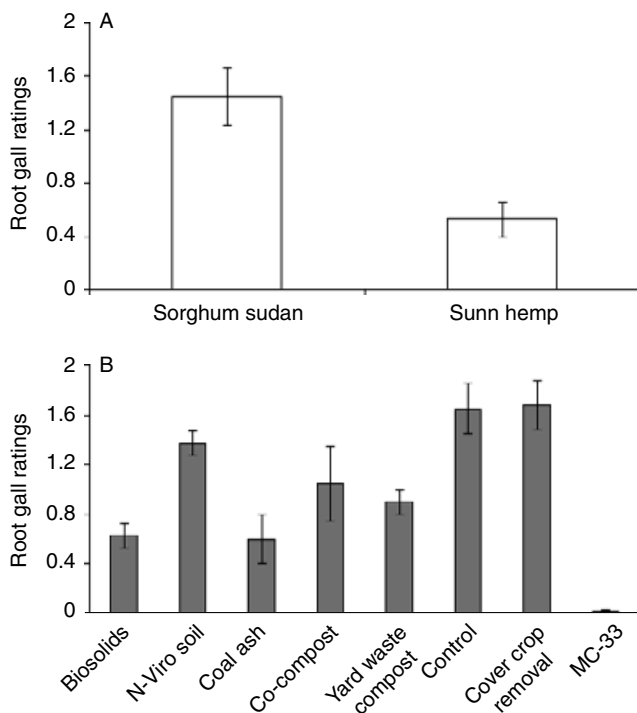 A
Root gall ratings
2
1.6
1.2
0.8
0.4
0
Sorghum sudan
Sunn hemp
B
Root gall ratings
2
1.6
1.2
0.8
0.4
0
Biosolids
N-Viro soil
Coal ash
Co-compost
Yard waste
compost
Control
Cover crop
removal
MC-33